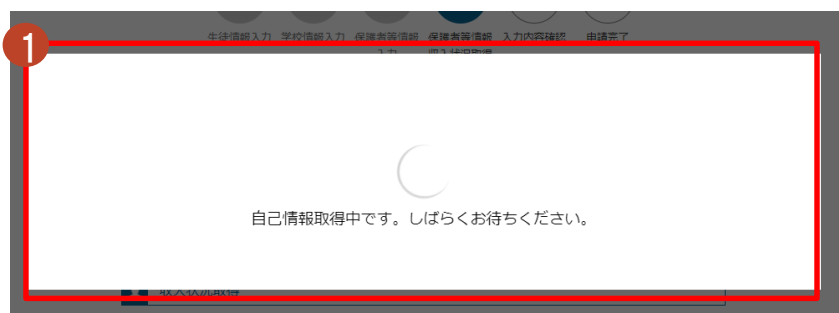 1
生徒情報入力 学校情報入力 保護者等情報 保護者等情報 入力内容確認 申請完了
入力 収入状況取得
自己情報取得中です。しばらくお待ちください。
収入状況取得